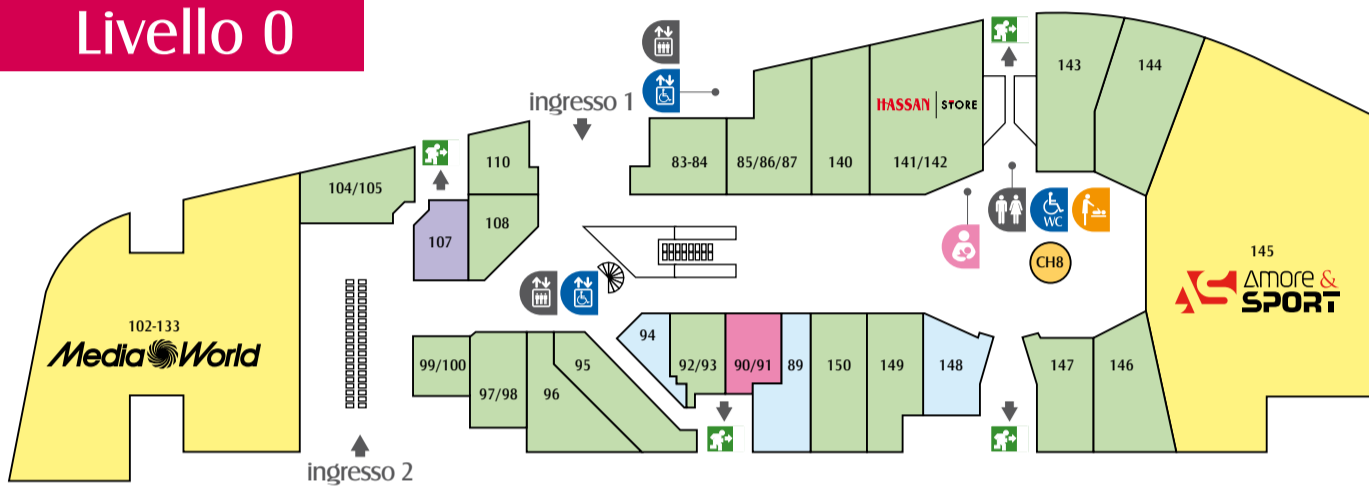 Livello 0
ingresso 1
HASSAN | STORE
143
144
110
83-84
85/86/87
140
141/142
104/105
107
108
WC
CH8
145
Amore &
SPORT
102-133
Media World
94
99/100
97/98
96
95
92/93
90/91
89
150
149
148
147
146
ingresso 2